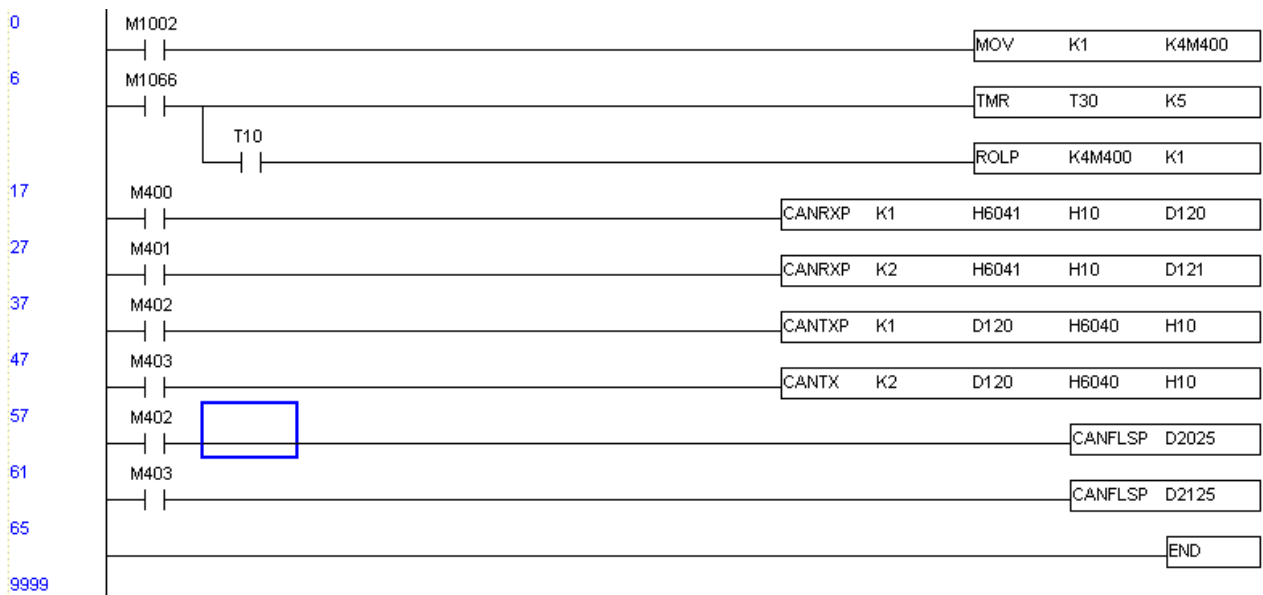 0
M1002
MOV K1 K4M400
6
M1066
TMR T30 K5
T10
ROLP K4M400 K1
17
M400
CANRXP K1 H6041 H10 D120
27
M401
CANRXP K2 H6041 H10 D121
37
M402
CANTXP K1 D120 H6040 H10
47
M403
CANTX K2 D120 H6040 H10
57
M402
CANFLSP D2025
61
M403
CANFLSP D2125
65
END
9999